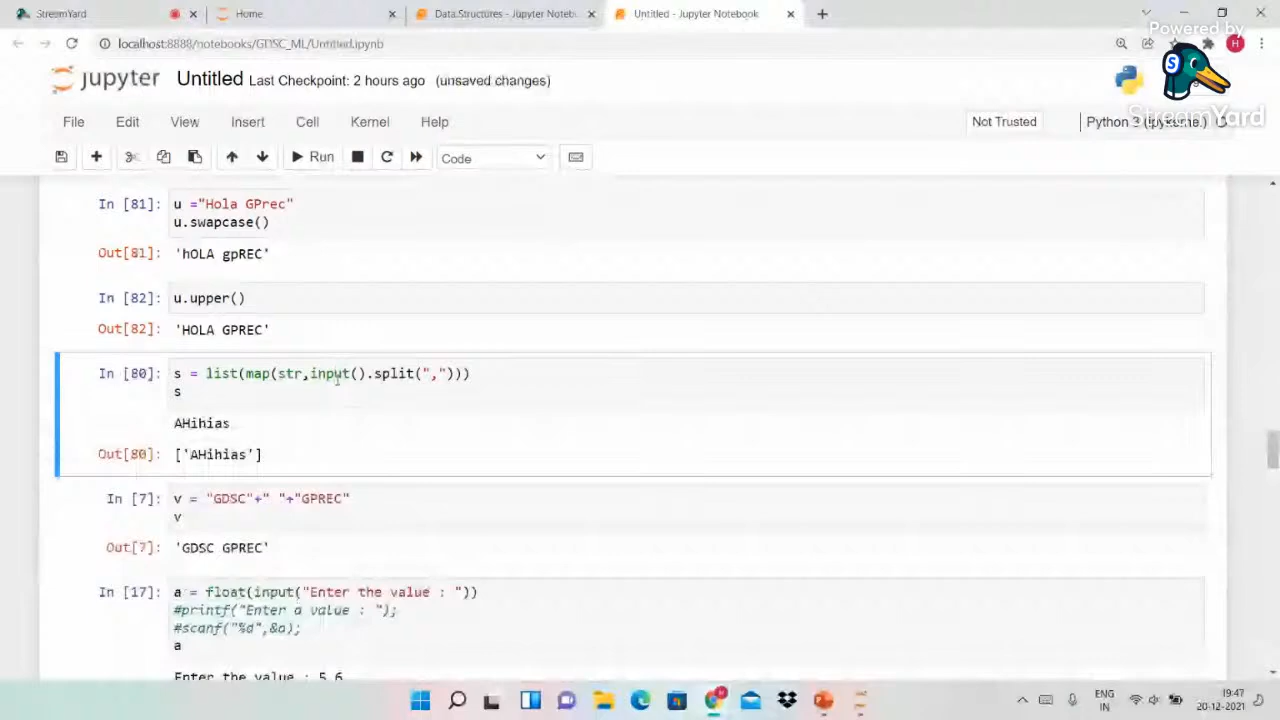 StreamYard
Home
Data.Structures - Jupyter Noteb
Untitled - Jupyter Notebook
Powered by
localhost:8888/notebooks/GDSC_ML/Untitled.ipynb
H
jupyter Untitled Last Checkpoint: 2 hours ago (unsaved changes)
StreamYard
File Edit View Insert Cell Kernel Help
Not Trusted
Python 3
Run
Code
In [81]: u ="Hola GPrec"
u.swapcase()
Out[81]: 'hOLA gpREC'
In [82]: u.upper()
Out[82]: 'HOLA GPREC'
In [80]: s = list(map(str,input().split(",")))
s
AHihias
Out[80]: ['AHihias']
In [7]: v = "GDSC"+" "+"GPREC"
v
Out[7]: 'GDSC GPREC'
In [17]: a = float(input("Enter the value : "))
#printf("Enter a value : ");
#scanf("%d",&a);
a
Enter the value : 5.6
ENG
IN
19:47
20-12-2021